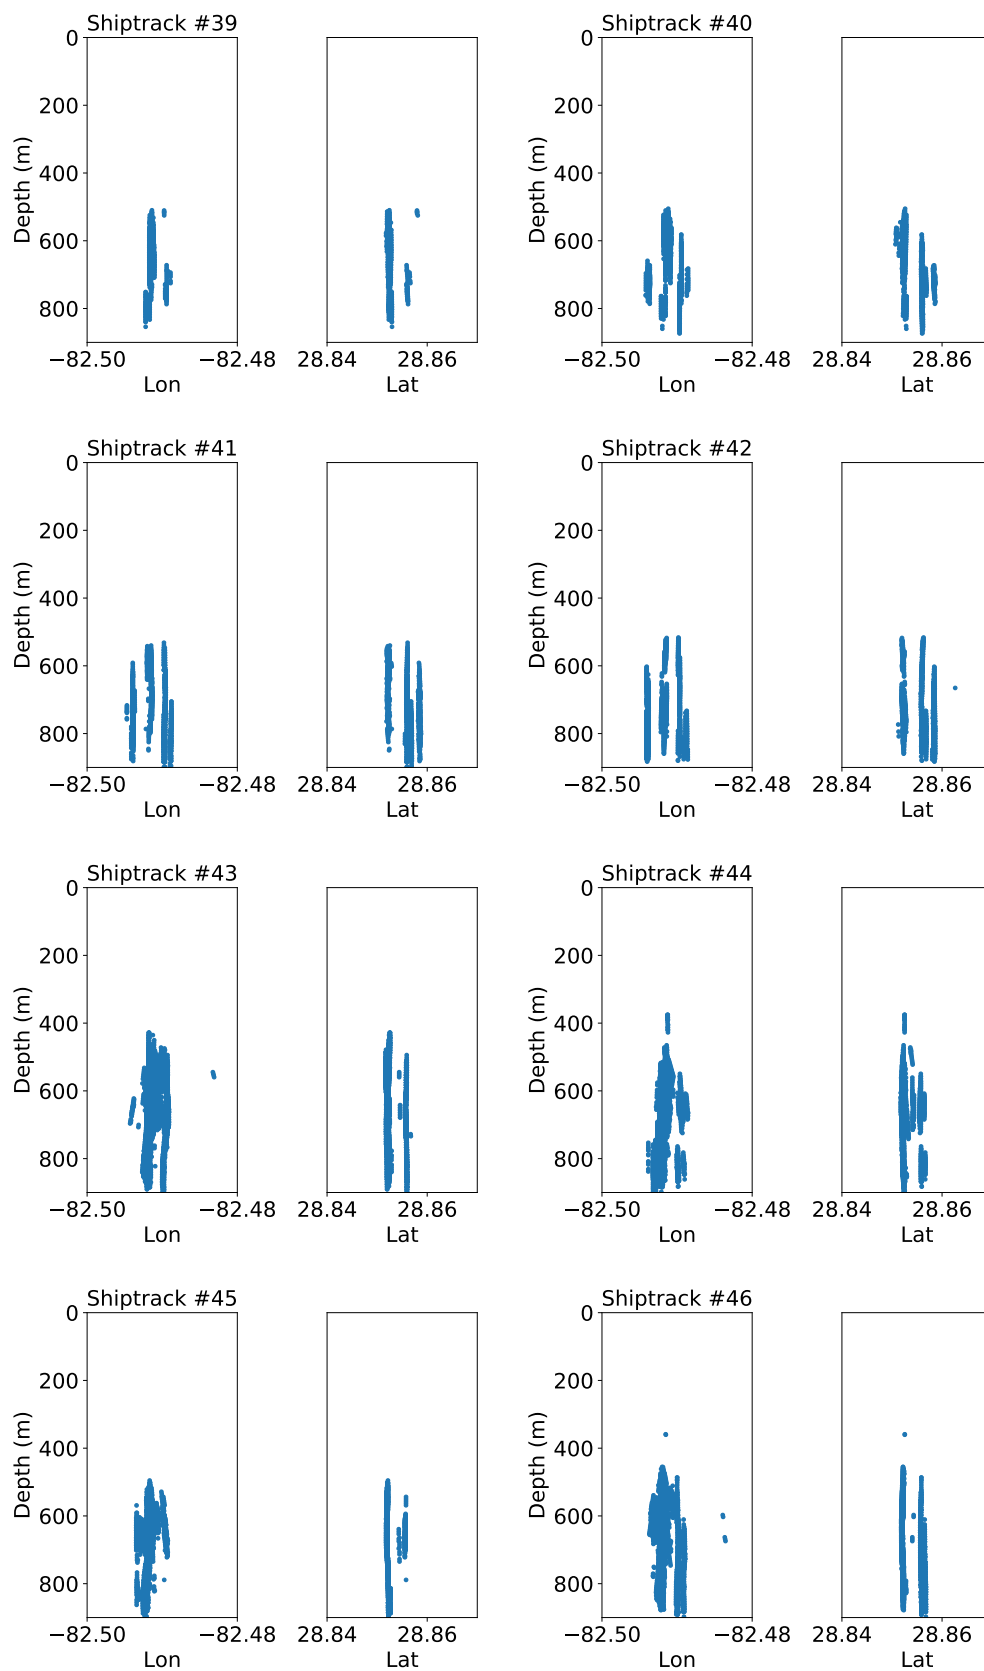 Shiptrack #39 Shiptrack #40
0 0
200 200
400 400
600 600
800 800
Depth (m) Depth (m)
−82.50 −82.48 28.84 28.86 −82.50 −82.48 28.84 28.86
Lon Lat Lon Lat
Shiptrack #41 Shiptrack #42
0 0
200 200
400 400
600 600
800 800
Depth (m) Depth (m)
−82.50 −82.48 28.84 28.86 −82.50 −82.48 28.84 28.86
Lon Lat Lon Lat
Shiptrack #43 Shiptrack #44
0 0
200 200
400 400
600 600
800 800
Depth (m) Depth (m)
−82.50 −82.48 28.84 28.86 −82.50 −82.48 28.84 28.86
Lon Lat Lon Lat
Shiptrack #45 Shiptrack #46
0 0
200 200
400 400
600 600
800 800
Depth (m) Depth (m)
−82.50 −82.48 28.84 28.86 −82.50 −82.48 28.84 28.86
Lon Lat Lon Lat